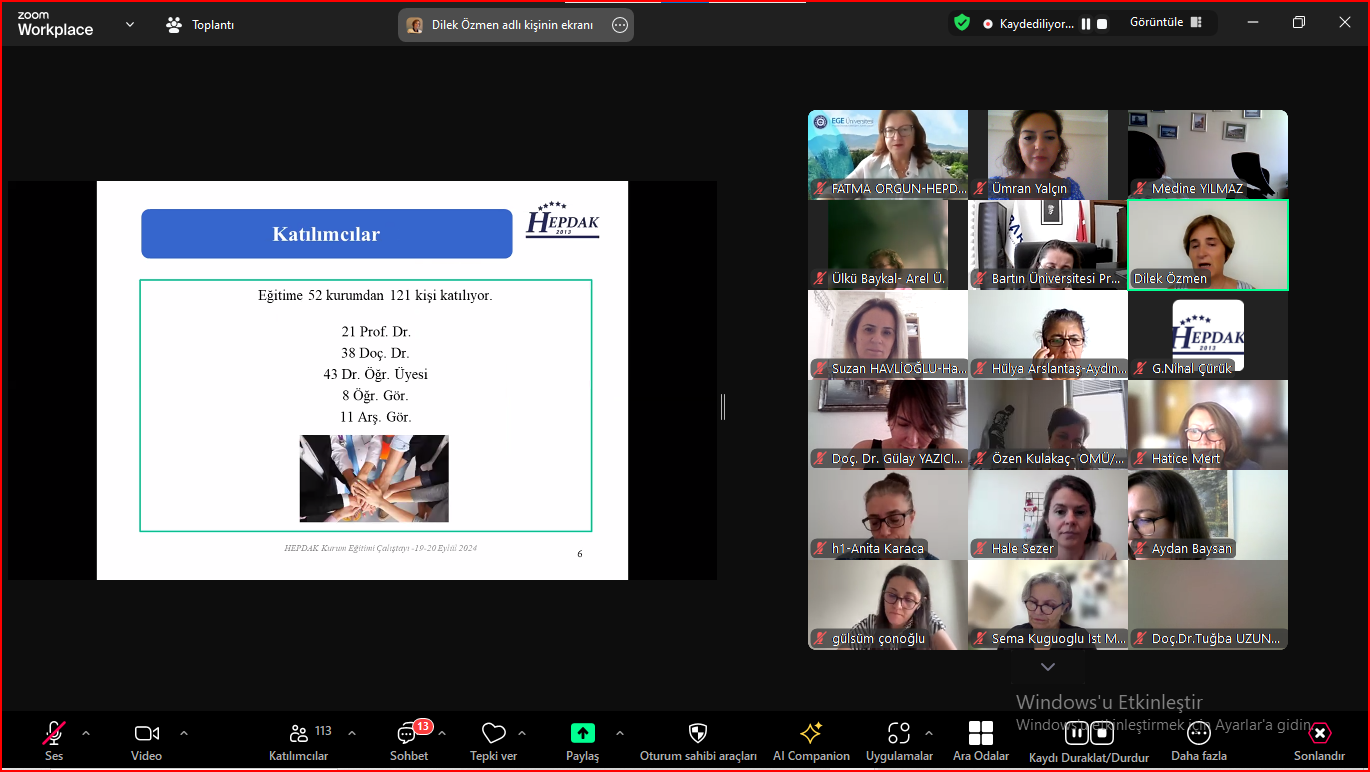 zoom
Workplace
Toplantı
Dilek Özmen adlı kişinin ekranı
Kaydediliyor...
Görüntüle
Katılımcılar
HEPDAK
2013
Eğitime 52 kurumdan 121 kişi katılıyor.
21 Prof. Dr.
38 Doç. Dr.
43 Dr. Öğr. Üyesi
8 Öğr. Gör.
11 Arş. Gör.
HEPDAK Kurum Eğitimi Çalıştayı -19-20 Eylül 2024
6
EGE Üniversitesi
FATMA ORGUN-HEPD...
Ümran Yalçın
Medine YILMAZ
Ülkü Baykal- Arel Ü.
Bartın Üniversitesi Pr...
Dilek Özmen
Suzan HAVLİOĞLU-Ha...
Hülya Arslantaş-Aydın...
HEPDAK
2013
G.Nihal Çürük
Doç. Dr. Gülay YAZICI...
Özen Kulakaç- OMÜ/...
Hatice Mert
h1-Anita Karaca
Hale Sezer
Aydan Baysan
gülsüm çonoğlu
Sema Kuguoglu Ist M...
Doç.Dr.Tuğba UZUN...
Windows'u Etkinleştir
Windows'u etkinleştirmek için Ayarlar'a gidin.
Ses
Video
113
Katılımcılar
13
Sohbet
Tepki ver
Paylaş
Oturum sahibi araçları
AI Companion
Uygulamalar
Ara Odalar
Kaydı Duraklat/Durdur
Daha fazla
Sonlandır